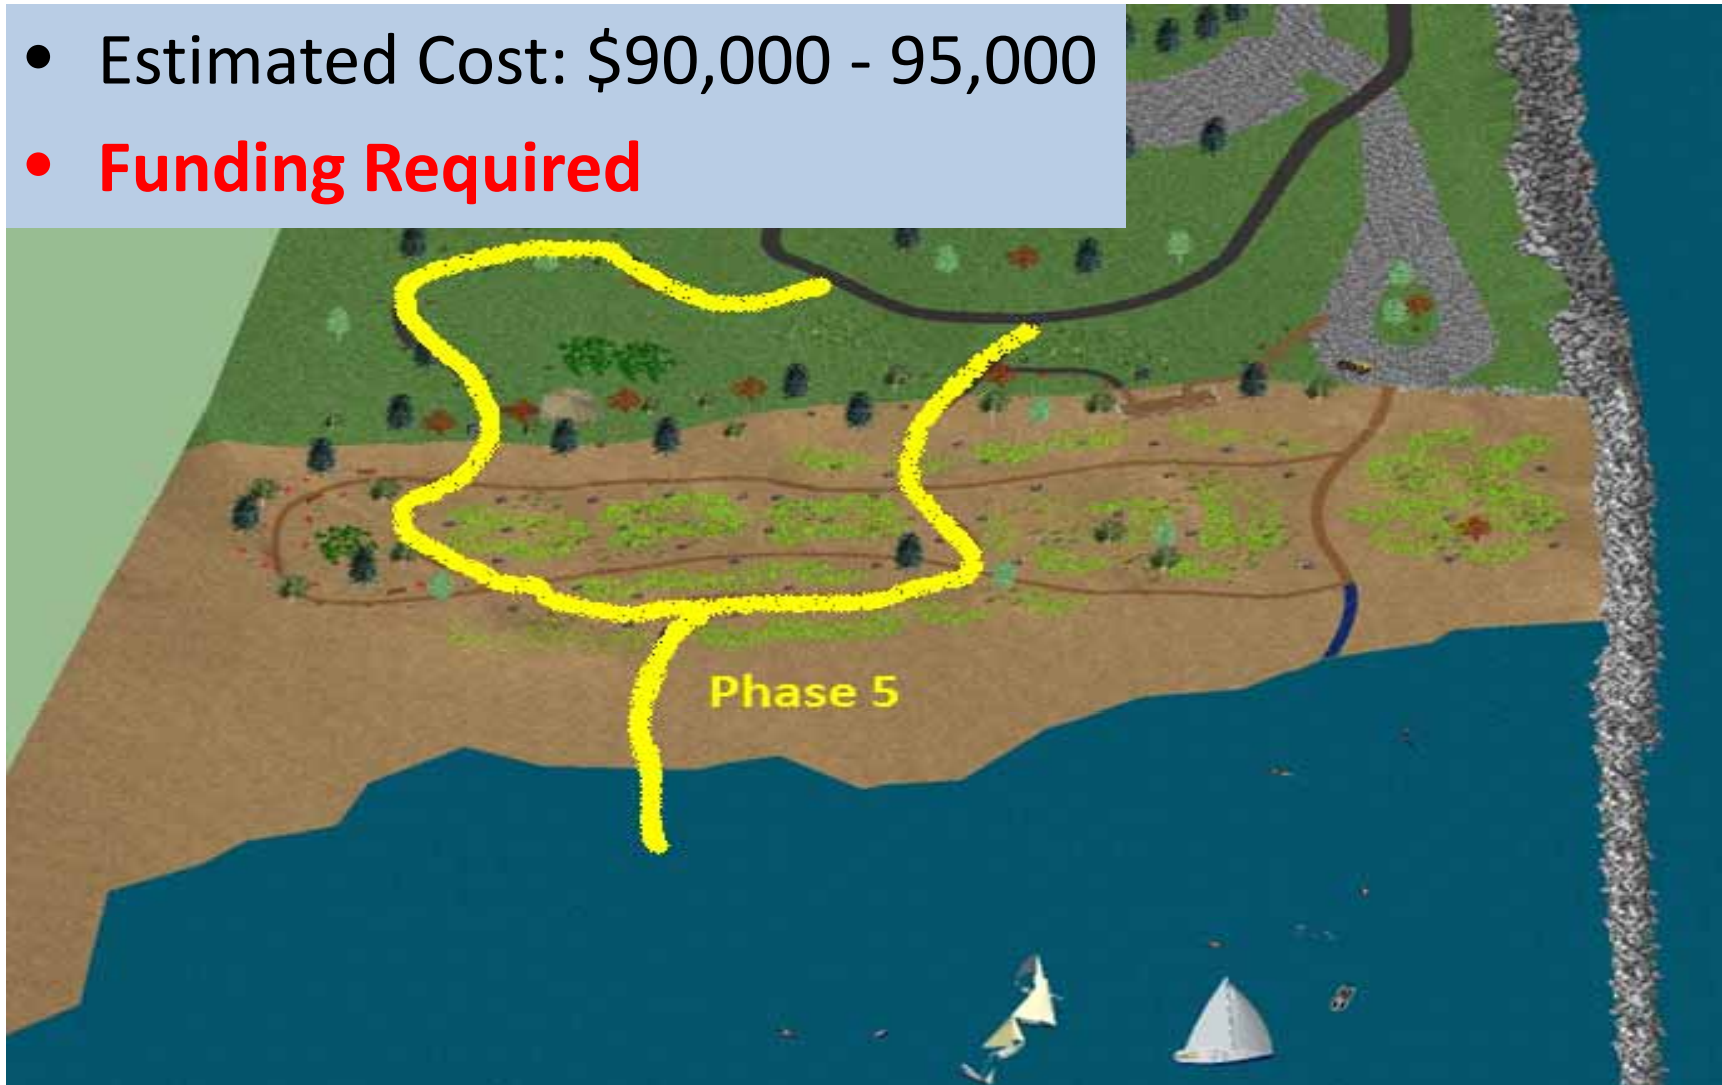 • Estimated Cost: $90,000 - 95,000
• Funding Required
Phase 5